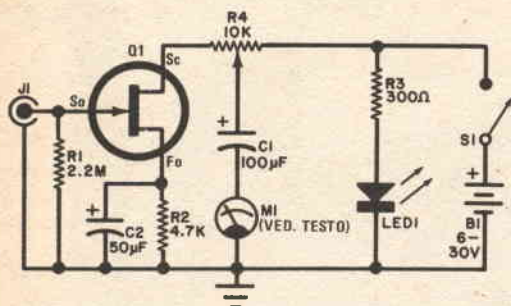 R4
10K
Q1
Sc
J1
So
R1
2.2M
Fo
+
C1
100µF
R3
300Ω
S1
+
C2
50µF
+
R2
4.7K
M1
(VED. TESTO)
LED1
B1
6–
30V